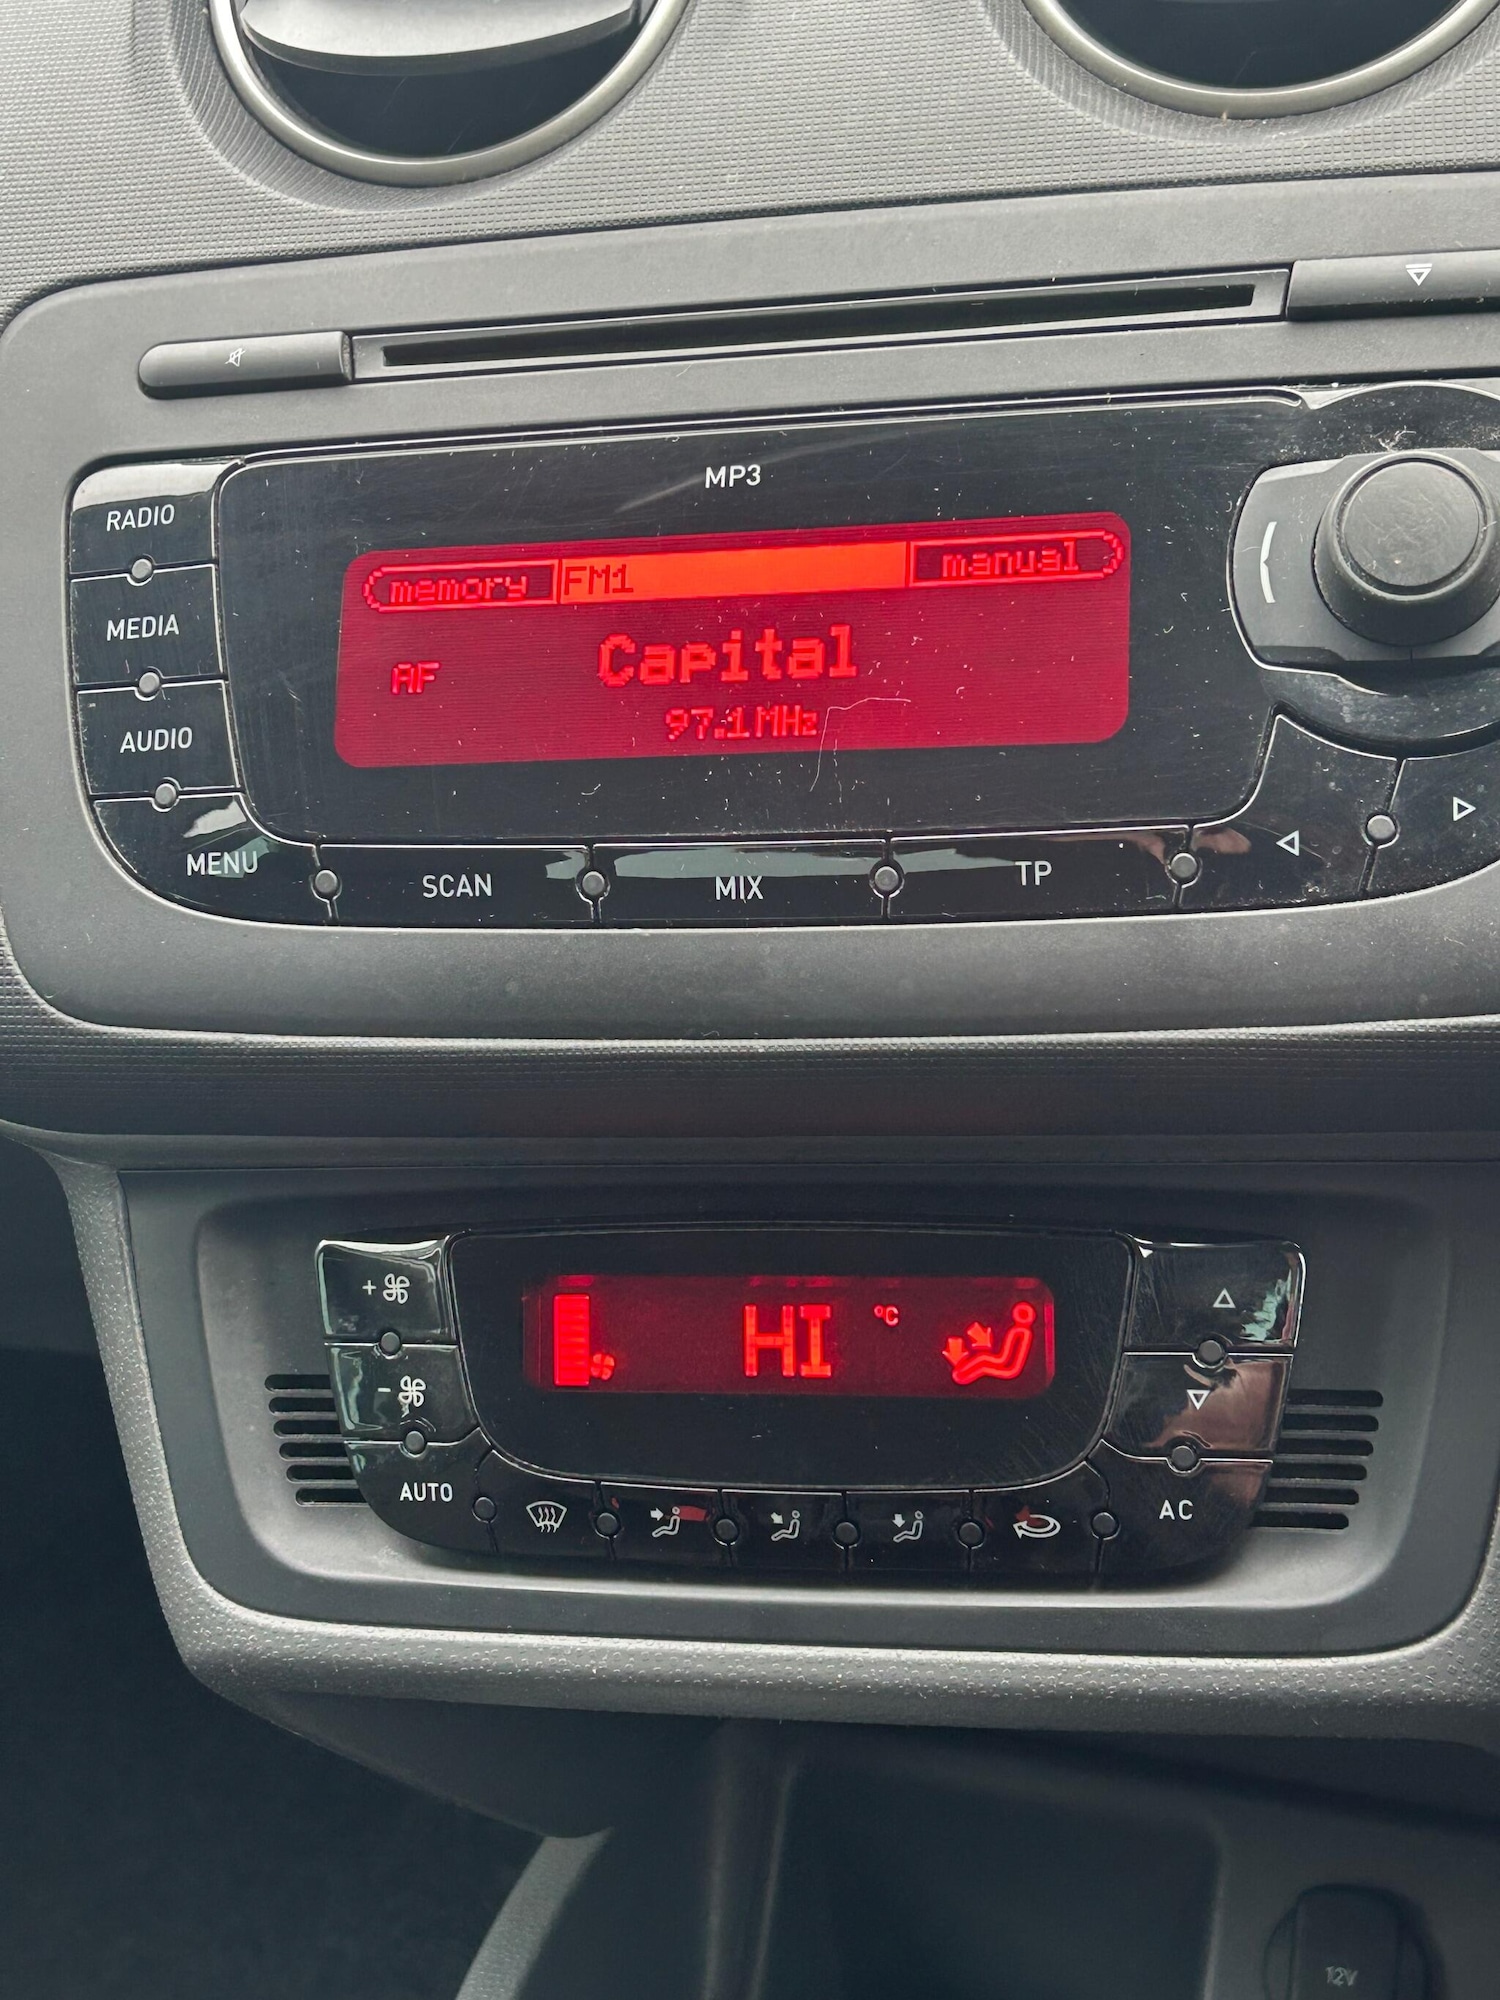 MP3
RADIO
memory FM1 manual
MEDIA
AF Capital
97.1MHz
AUDIO
MENU
SCAN MIX TP
+
HI °C
-
AUTO
AC
12V